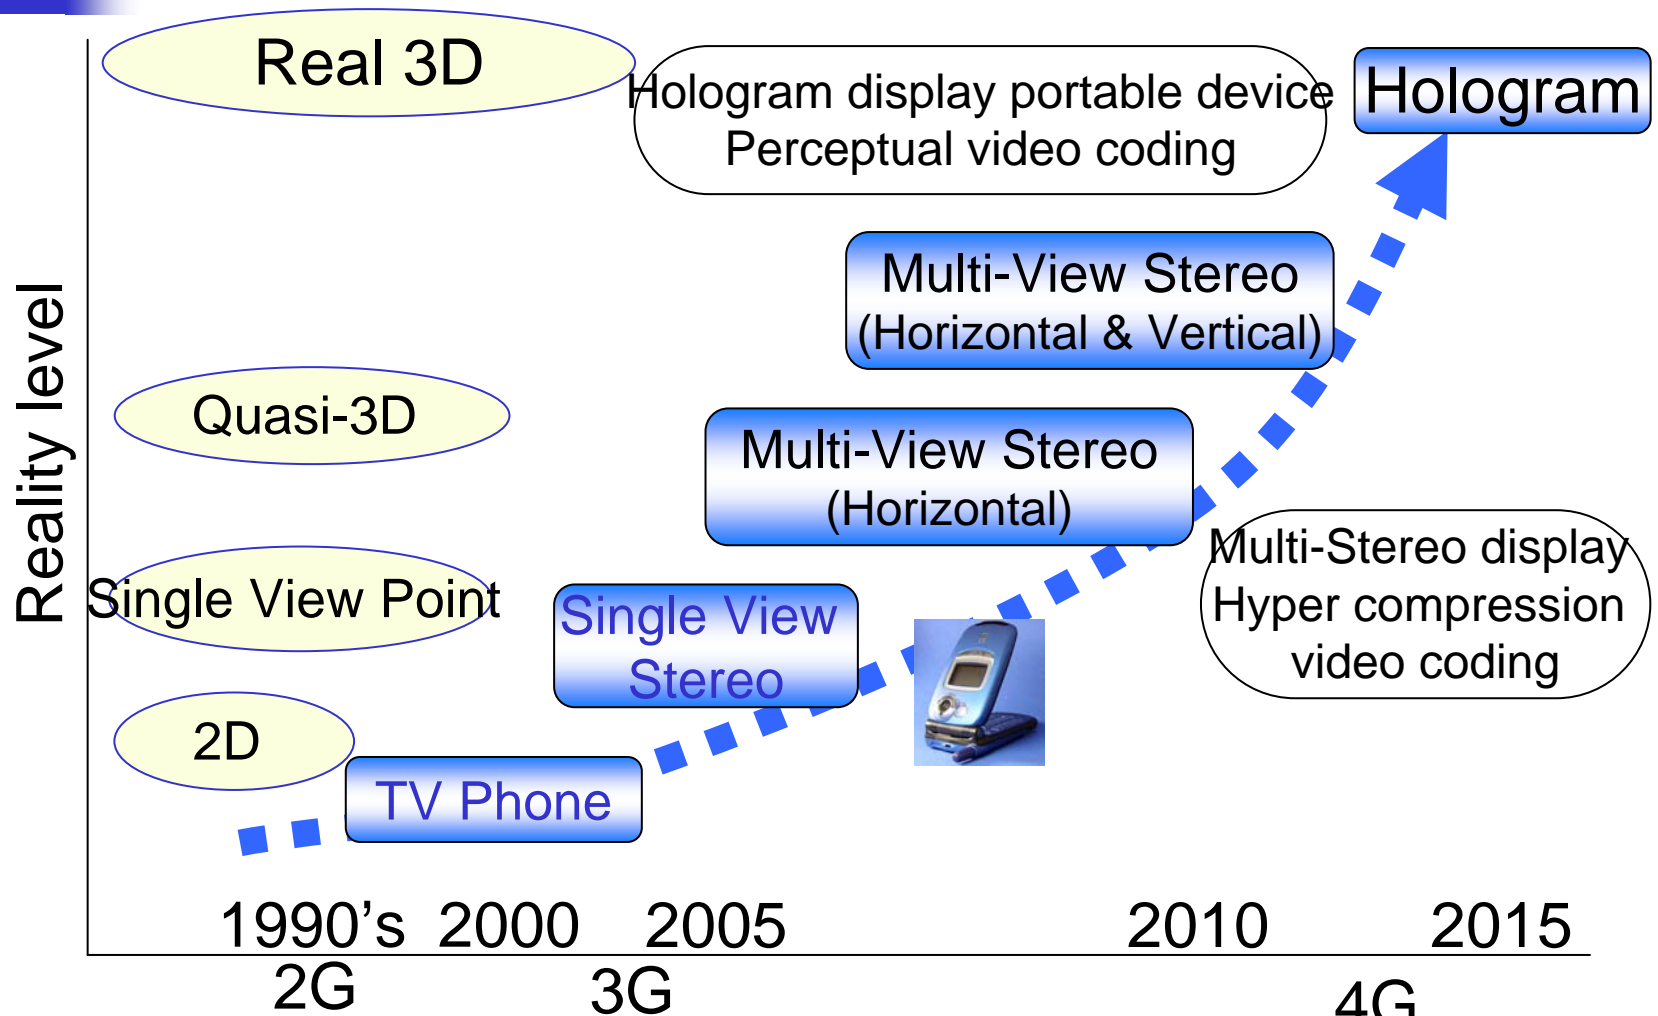 Real 3D
Hologram display portable device
Perceptual video coding
Hologram
Multi-View Stereo
(Horizontal & Vertical)
Reality level
Quasi-3D
Multi-View Stereo
(Horizontal)
Single View Point
Single View
Stereo
Multi-Stereo display
Hyper compression
video coding
2D
TV Phone
1990's 2000 2005 2010 2015
2G 3G 4G